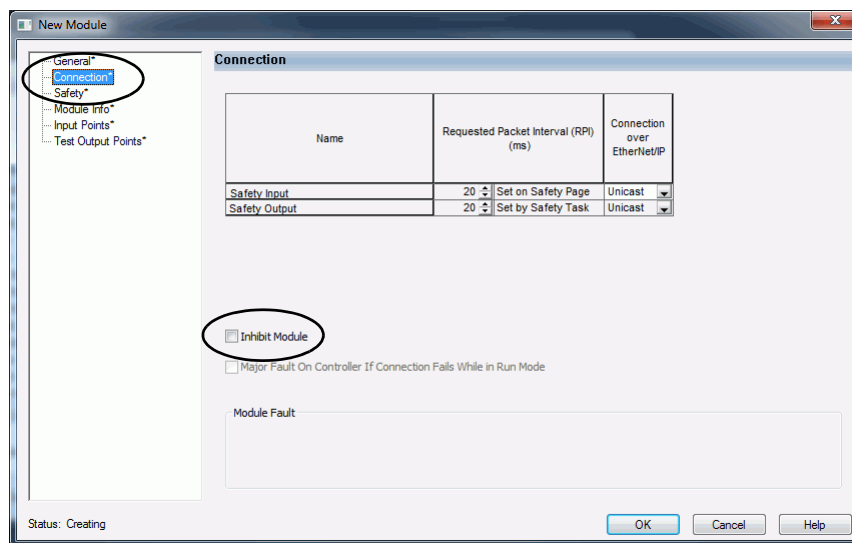 New Module
General*
Connection*
Safety*
Module Info*
Input Points*
Test Output Points*
Connection
Name
Requested Packet Interval (RPI)
(ms)
Connection
over
EtherNet/IP
Safety Input 20 Set on Safety Page Unicast
Safety Output 20 Set by Safety Task Unicast
Inhibit Module
Major Fault On Controller If Connection Fails While in Run Mode
Module Fault
Status: Creating
OK Cancel Help